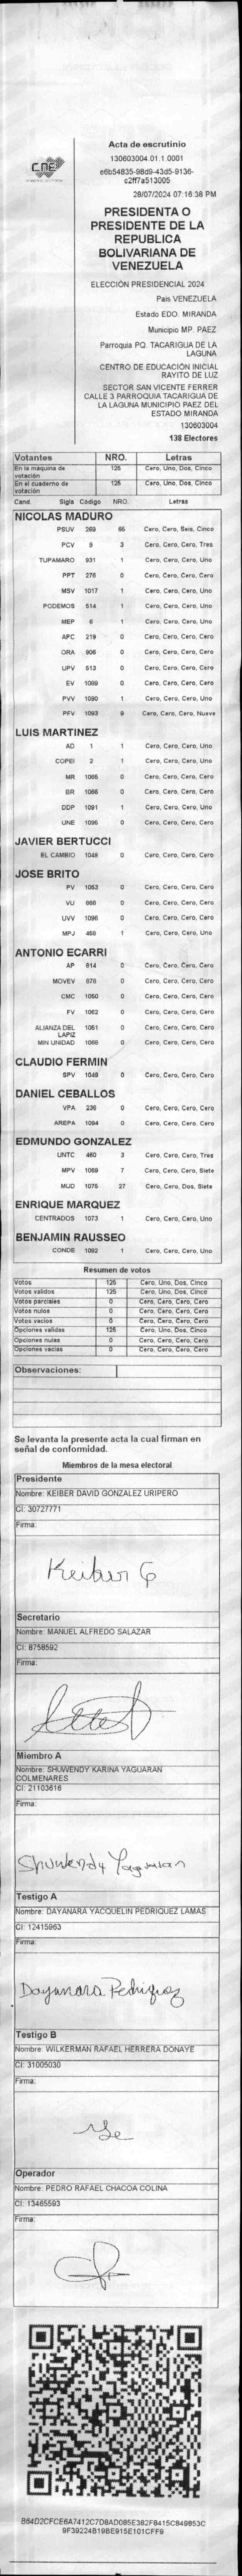 Acta de escrutinio
130603004.01.1.0001
e6b54835-98d9-43d5-9136-
c2ff7a513005
28/07/2024 07:16:38 PM
PRESIDENTA O
PRESIDENTE DE LA
REPUBLICA
BOLIVARIANA DE
VENEZUELA
ELECCIÓN PRESIDENCIAL 2024
País VENEZUELA
Estado EDO. MIRANDA
Municipio MP. PAEZ
Parroquia PQ. TACARIGUA DE LA
LAGUNA
CENTRO DE EDUCACIÓN INICIAL
RAYITO DE LUZ
SECTOR SAN VICENTE FERRER
CALLE 3 PARROQUIA TACARIGUA DE
LA LAGUNA MUNICIPIO PAEZ DEL
ESTADO MIRANDA
130603004
138 Electores
CNE
Votantes NRO. Letras
En la maquina de votación 125 Cero, Uno, Dos, Cinco
En el cuaderno de votación 125 Cero, Uno, Dos, Cinco
Cand. Sigla Código NRO. Letras
NICOLAS MADURO
PSUV 269 65 Cero, Cero, Seis, Cinco
PCV 9 3 Cero, Cero, Cero, Tres
TUPAMARO 931 1 Cero, Cero, Cero, Uno
PPT 276 0 Cero, Cero, Cero, Cero
MSV 1017 1 Cero, Cero, Cero, Uno
PODEMOS 514 1 Cero, Cero, Cero, Uno
MEP 6 1 Cero, Cero, Cero, Uno
APC 219 0 Cero, Cero, Cero, Cero
ORA 906 0 Cero, Cero, Cero, Cero
UPV 513 0 Cero, Cero, Cero, Cero
EV 1089 0 Cero, Cero, Cero, Cero
PVV 1090 1 Cero, Cero, Cero, Uno
PFV 1093 9 Cero, Cero, Cero, Nueve
LUIS MARTINEZ
AD 1 1 Cero, Cero, Cero, Uno
COPEI 2 1 Cero, Cero, Cero, Uno
MR 1065 0 Cero, Cero, Cero, Cero
BR 1066 0 Cero, Cero, Cero, Cero
DDP 1091 1 Cero, Cero, Cero, Uno
UNE 1095 0 Cero, Cero, Cero, Cero
JAVIER BERTUCCI
EL CAMBIO 1048 0 Cero, Cero, Cero, Cero
JOSE BRITO
PV 1053 0 Cero, Cero, Cero, Cero
VU 868 0 Cero, Cero, Cero, Cero
UVV 1096 0 Cero, Cero, Cero, Cero
MPJ 458 1 Cero, Cero, Cero, Uno
ANTONIO ECARRI
AP 814 0 Cero, Cero, Cero, Cero
MOVEV 878 0 Cero, Cero, Cero, Cero
CMC 1050 0 Cero, Cero, Cero, Cero
FV 1062 0 Cero, Cero, Cero, Cero
ALIANZA DEL LAPIZ 1051 0 Cero, Cero, Cero, Cero
MIN UNIDAD 1068 0 Cero, Cero, Cero, Cero
CLAUDIO FERMIN
SPV 1049 0 Cero, Cero, Cero, Cero
DANIEL CEBALLOS
VPA 236 0 Cero, Cero, Cero, Cero
AREPA 1094 0 Cero, Cero, Cero, Cero
EDMUNDO GONZALEZ
UNTC 460 3 Cero, Cero, Cero, Tres
MPV 1069 7 Cero, Cero, Cero, Siete
MUD 1075 27 Cero, Cero, Dos, Siete
ENRIQUE MARQUEZ
CENTRADOS 1073 1 Cero, Cero, Cero, Uno
BENJAMIN RAUSSEO
CONDE 1092 1 Cero, Cero, Cero, Uno
Resumen de votos
Votos 125 Cero, Uno, Dos, Cinco
Votos validos 125 Cero, Uno, Dos, Cinco
Votos parciales 0 Cero, Cero, Cero, Cero
Votos nulos 0 Cero, Cero, Cero, Cero
Votos vacios 0 Cero, Cero, Cero, Cero
Opciones validas 125 Cero, Uno, Dos, Cinco
Opciones nulas 0 Cero, Cero, Cero, Cero
Opciones vacias 0 Cero, Cero, Cero, Cero
Observaciones:
Se levanta la presente acta la cual firman en
señal de conformidad.
Miembros de la mesa electoral
Presidente
Nombre: KEIBER DAVID GONZALEZ URIPERO
CI: 30727771
Firma:
Keiber G
Secretario
Nombre: MANUEL ALFREDO SALAZAR
CI: 8758592
Firma:
Miembro A
Nombre: SHUWENDY KARINA YAGUARAN
COLMENARES
CI: 21103616
Firma:
Shuwendy Yaguaran
Testigo A
Nombre: DAYANARA YACQUELIN PEDRIQUEZ LAMAS
CI: 12415963
Firma:
Dayanara Pedriquez
Testigo B
Nombre: WILKERMAN RAFAEL HERRERA DONAYE
CI: 31005030
Firma:
Operador
Nombre: PEDRO RAFAEL CHACOA COLINA
CI: 13465593
Firma:
B64D2CFCE6A7412C7D8AD085E382F8415C849853C
9F39224B19BE915E101CFF9